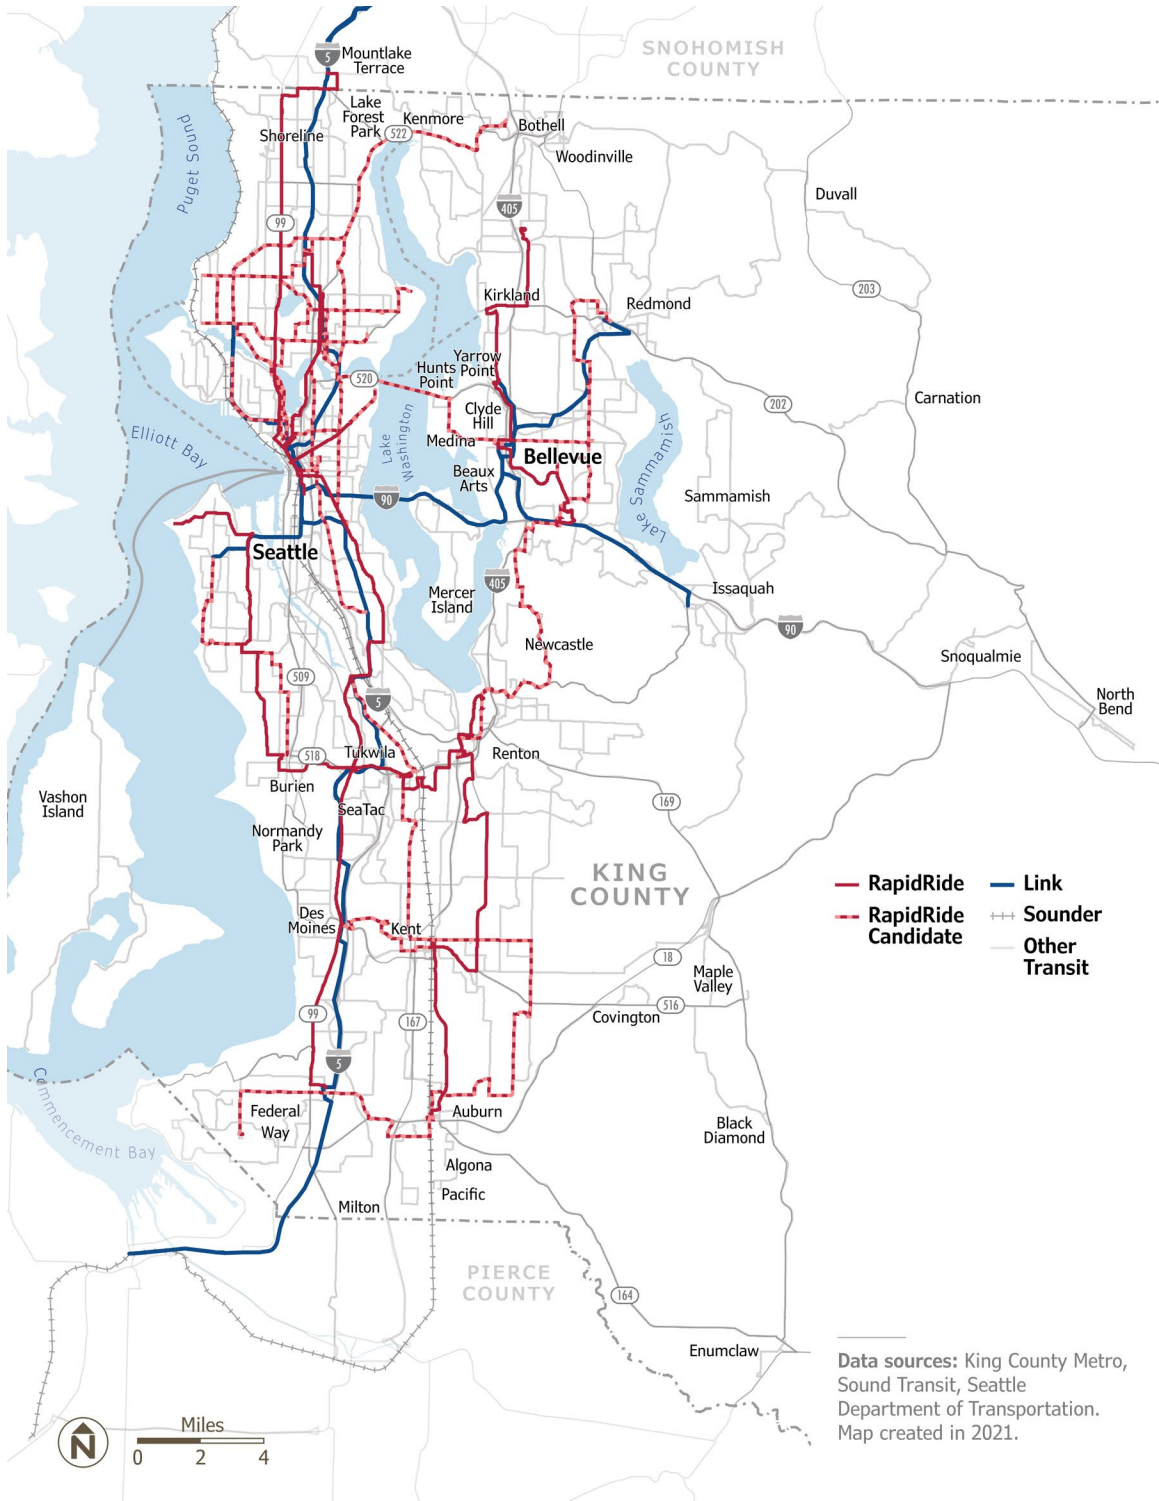 SNOHOMISH
COUNTY
5
Mountlake
Terrace
Lake
Forest
Park
Kenmore
522
Bothell
Shoreline
Woodinville
Puget Sound
Duvall
405
99
203
Kirkland
Redmond
Yarrow
Point
Hunts
Point
520
202
Carnation
Clyde
Hill
Medina
Lake
Washington
Elliott Bay
Bellevue
Beaux
Arts
Lake Sammamish
Sammamish
90
Seattle
405
Mercer
Island
Issaquah
90
Newcastle
Snoqualmie
509
5
North
Bend
518
Tukwila
Renton
Burien
Vashon
Island
SeaTac
169
Normandy
Park
KING
COUNTY
RapidRide
RapidRide
Candidate
Link
Sounder
Other
Transit
Des
Moines
Kent
18
Maple
Valley
516
Covington
99
167
5
Commencement Bay
Federal
Way
Auburn
Black
Diamond
Algona
Pacific
Milton
PIERCE
COUNTY
164
Enumclaw
Data sources: King County Metro,
Sound Transit, Seattle
Department of Transportation.
Map created in 2021.
N
Miles
0 2 4